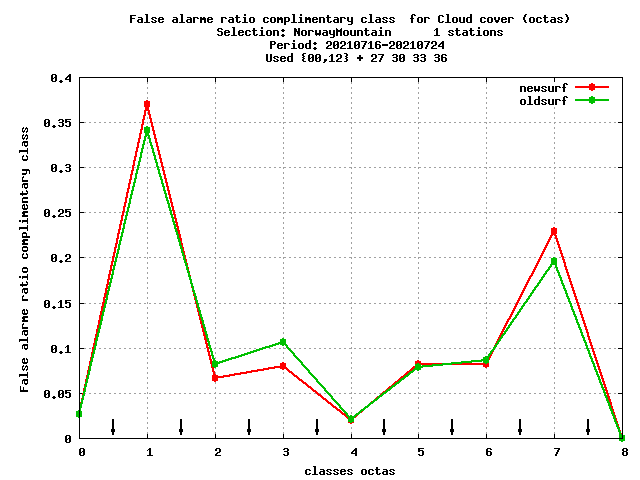 False alarme ratio complimentary class  for Cloud cover (octas)
Selection: NorwayMountain      1 stations
Period: 20210716-20210724
Used {00,12} + 27 30 33 36
newsurf
oldsurf
0.4
0.35
0.3
0.25
0.2
0.15
0.1
0.05
0
False alarme ratio complimentary class
0 1 2 3 4 5 6 7 8
classes octas